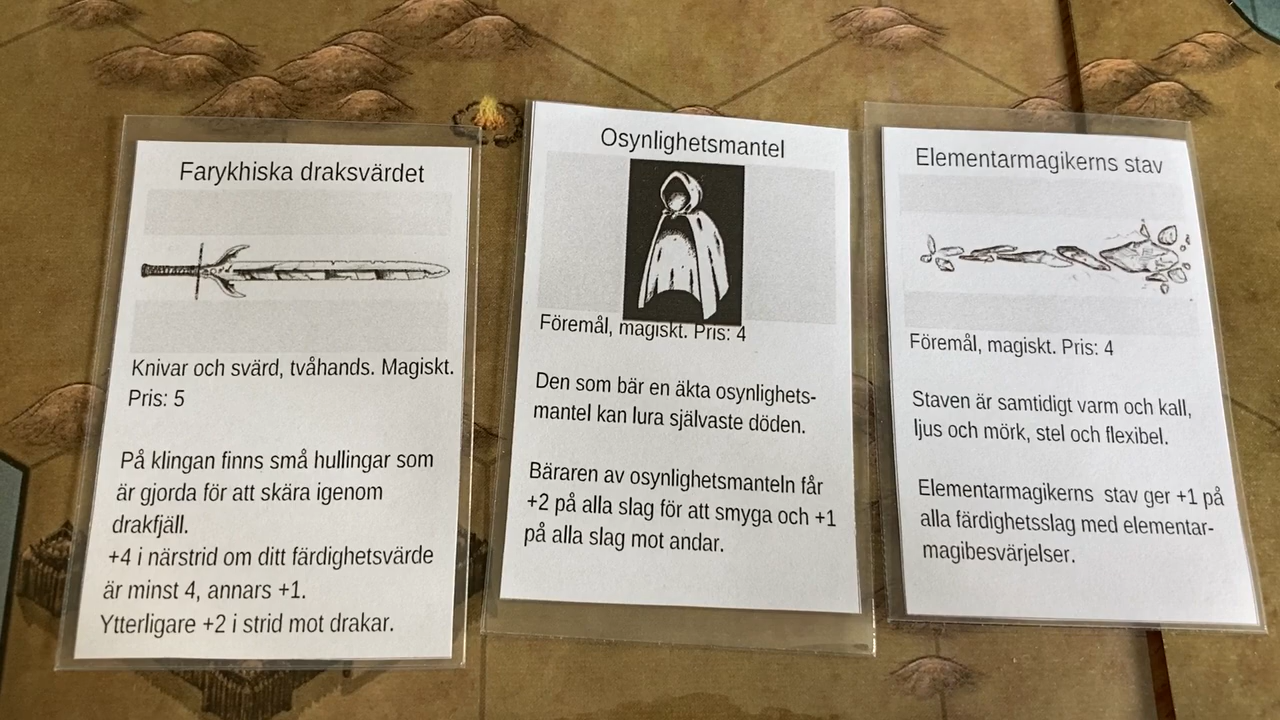 Farykhiska draksvärdet
Knivar och svärd, tvåhands. Magiskt.
Pris: 5
På klingan finns små hullingar som
är gjorda för att skära igenom
drakfjäll.
+4 i närstrid om ditt färdighetsvärde
är minst 4, annars +1.
Ytterligare +2 i strid mot drakar.
Osynlighetsmantel
Föremål, magiskt. Pris: 4
Den som bär en äkta osynlighets-
mantel kan lura självaste döden.
Bäraren av osynlighetsmanteln får
+2 på alla slag för att smyga och +1
på alla slag mot andar.
Elementarmagikerns stav
Föremål, magiskt. Pris: 4
Staven är samtidigt varm och kall,
ljus och mörk, stel och flexibel.
Elementarmagikerns stav ger +1 på
alla färdighetsslag med elementar-
magibesvärjelser.